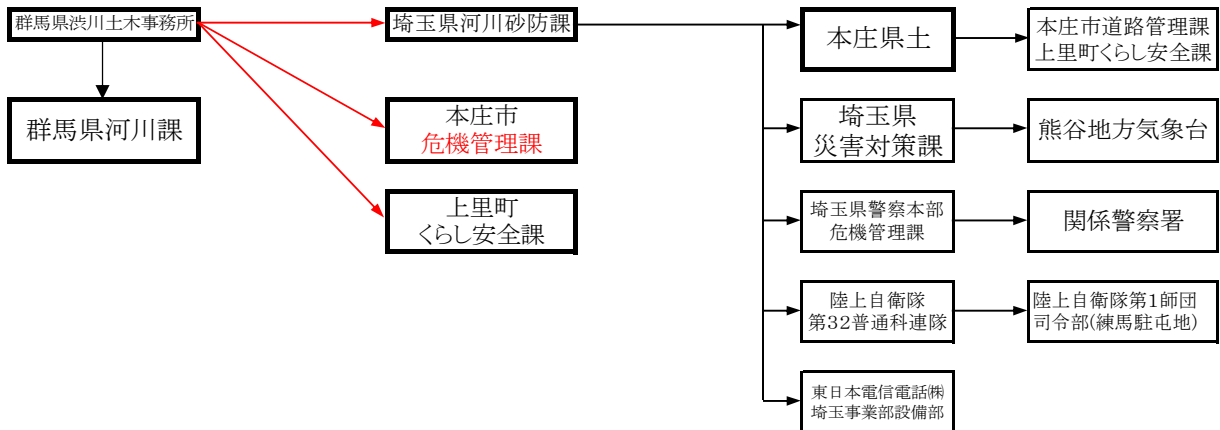 群馬県渋川土木事務所
埼玉県河川砂防課
本庄県土
本庄市道路管理課
上里町くらし安全課
群馬県河川課
本庄市
危機管理課
埼玉県
災害対策課
熊谷地方気象台
上里町
くらし安全課
埼玉県警察本部
危機管理課
関係警察署
陸上自衛隊
第32普通科連隊
陸上自衛隊第1師団
司令部(練馬駐屯地)
東日本電信電話㈱
埼玉事業部設備部